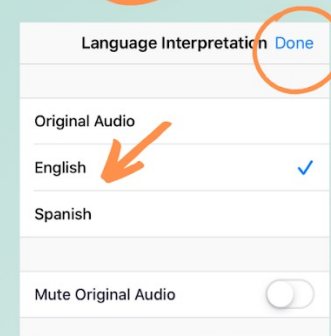 Language Interpretation Done
Original Audio
English
Spanish
Mute Original Audio